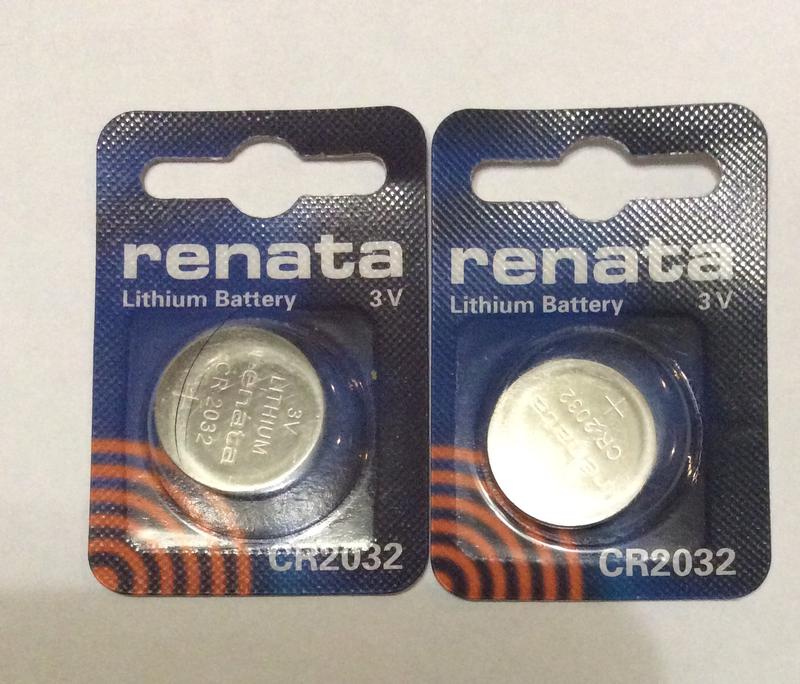 renata
Lithium Battery 3V
+
3V
LITHIUM
renata
CR 2032
CR2032
renata
Lithium Battery 3V
+
CR2032
renata
CR2032